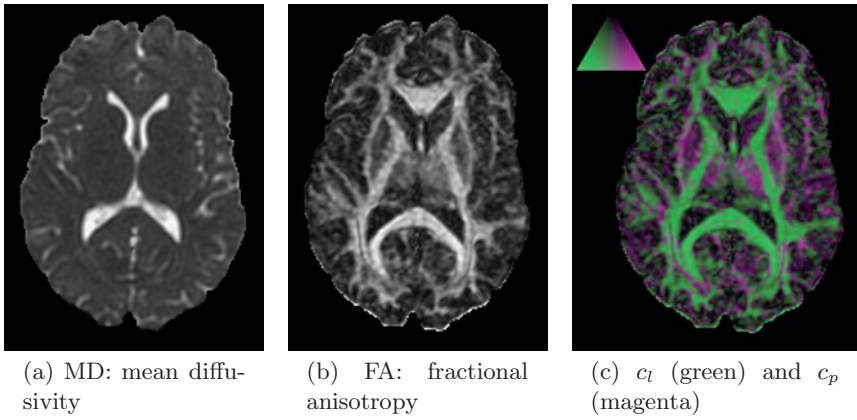 (a) MD: mean diffu-
sivity
(b) FA: fractional
anisotropy
(c) c_l (green) and c_p
(magenta)